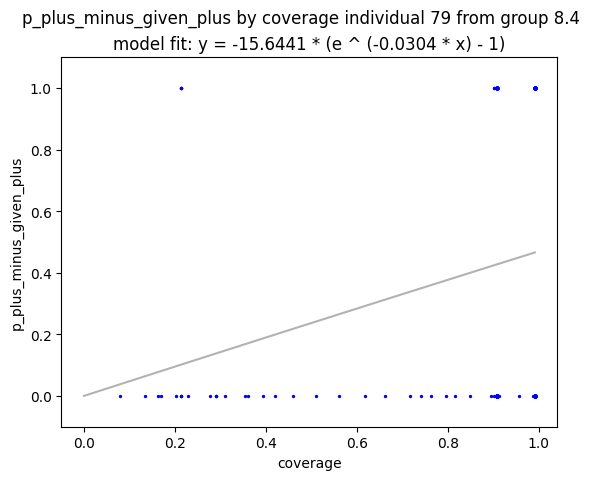 p_plus_minus_given_plus by coverage individual 79 from group 8.4
model fit: y = -15.6441 * (e ^ (-0.0304 * x) - 1)
1.0
0.8
0.6
0.4
0.2
0.0
p_plus_minus_given_plus
0.0 0.2 0.4 0.6 0.8 1.0
coverage